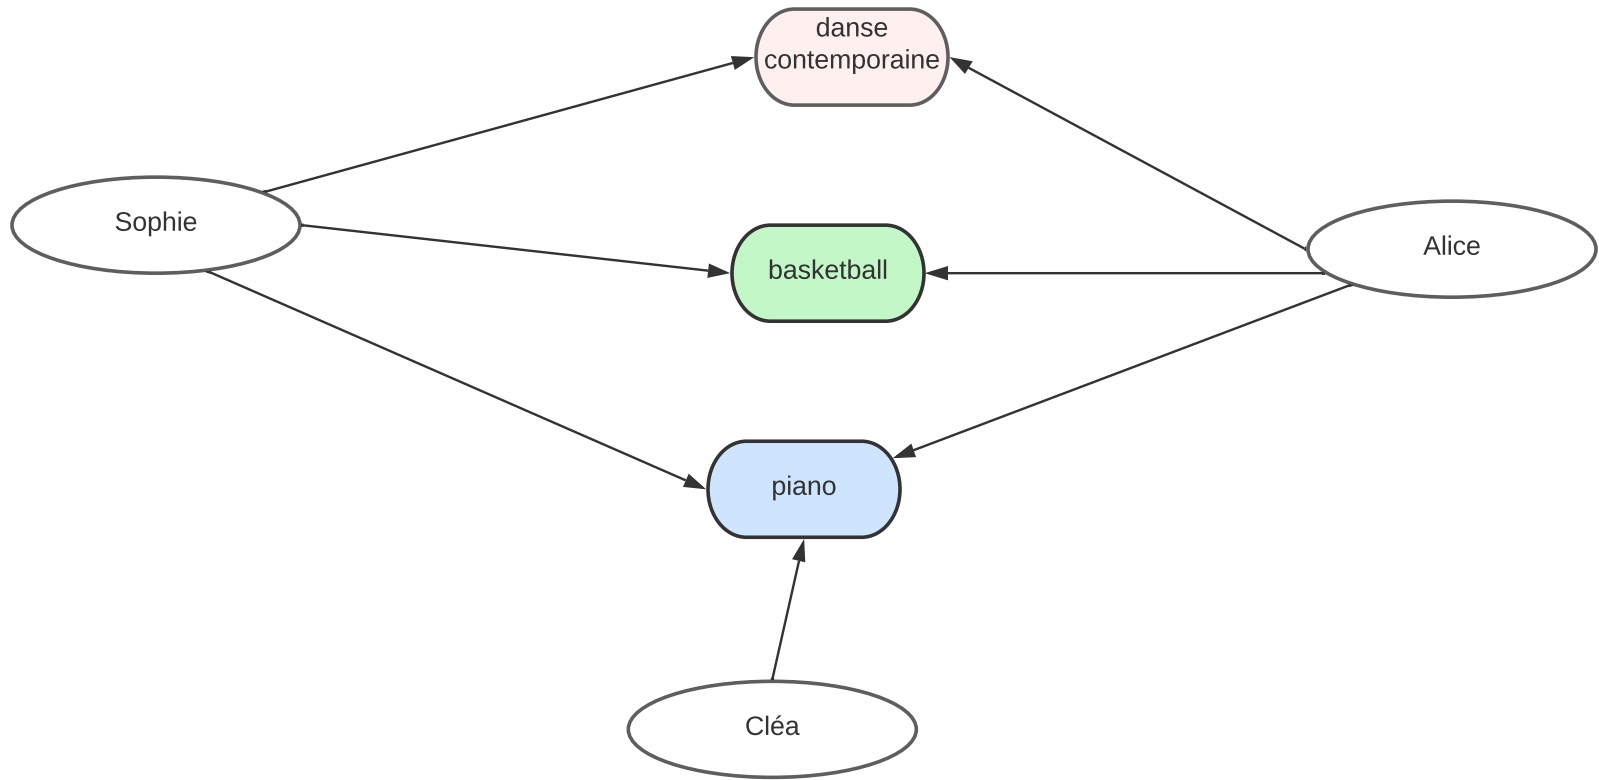 danse
contemporaine
Sophie
Alice
basketball
piano
Cléa